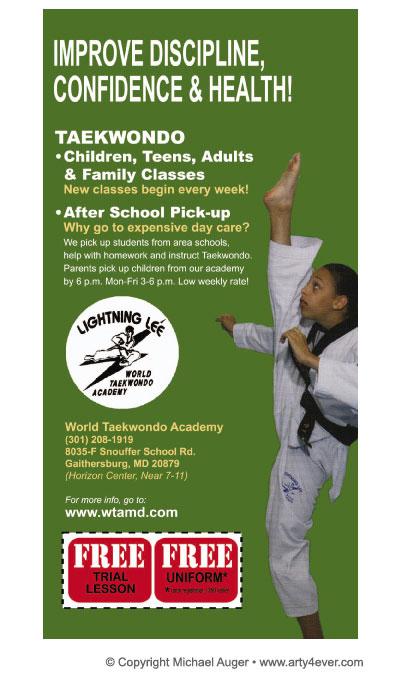 IMPROVE DISCIPLINE,
CONFIDENCE & HEALTH!
TAEKWONDO
• Children, Teens, Adults
& Family Classes
New classes begin every week!
• After School Pick-up
Why go to expensive day care?
We pick up students from area schools,
help with homework and instruct Taekwondo.
Parents pick up children from our academy
by 6 p.m. Mon-Fri 3-6 p.m. Low weekly rate!
LIGHTNING LEE
WORLD
TAEKWONDO
ACADEMY
World Taekwondo Academy
(301) 208-1919
8035-F Snouffer School Rd.
Gaithersburg, MD 20879
(Horizon Center, Near 7-11)
For more info, go to:
www.wtamd.com
FREE
TRIAL
LESSON
FREE
UNIFORM*
© Copyright Michael Auger • www.arty4ever.com